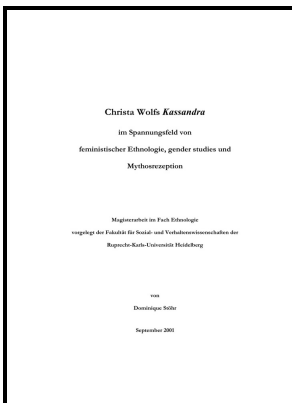 Christa Wolfs Kassandra
im Spannungsfeld von
feministischer Ethnologie, gender studies und
Mythosrezeption
Magisterarbeit im Fach Ethnologie
vorgelegt der Fakultät für Sozial- und Verhaltenswissenschaften der
Ruprecht-Karls-Universität Heidelberg
von
Dominique Stöhr
September 2001